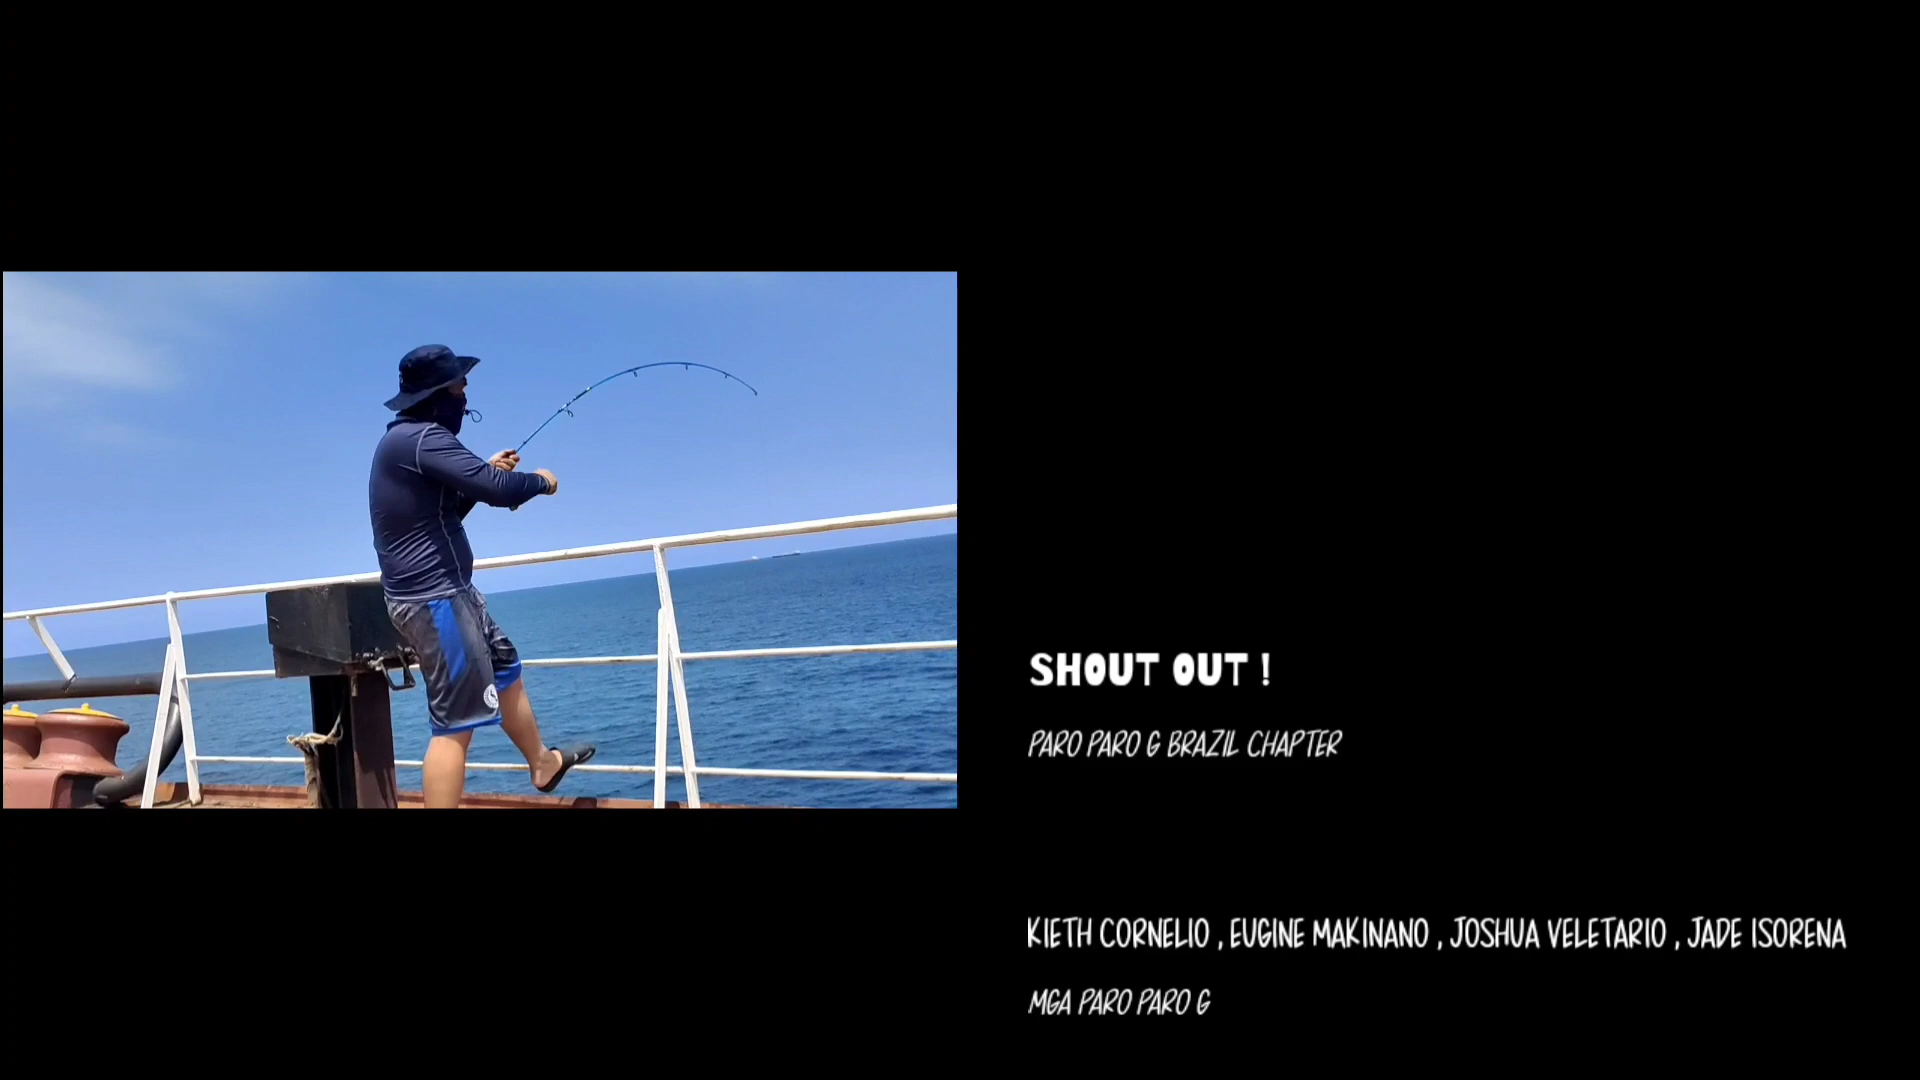 SHOUT OUT !
PARO PARO G BRAZIL CHAPTER
KIETH CORNELIO , EUGINE MAKINANO , JOSHUA VELETARIO , JADE ISORENA
MGA PARO PARO G